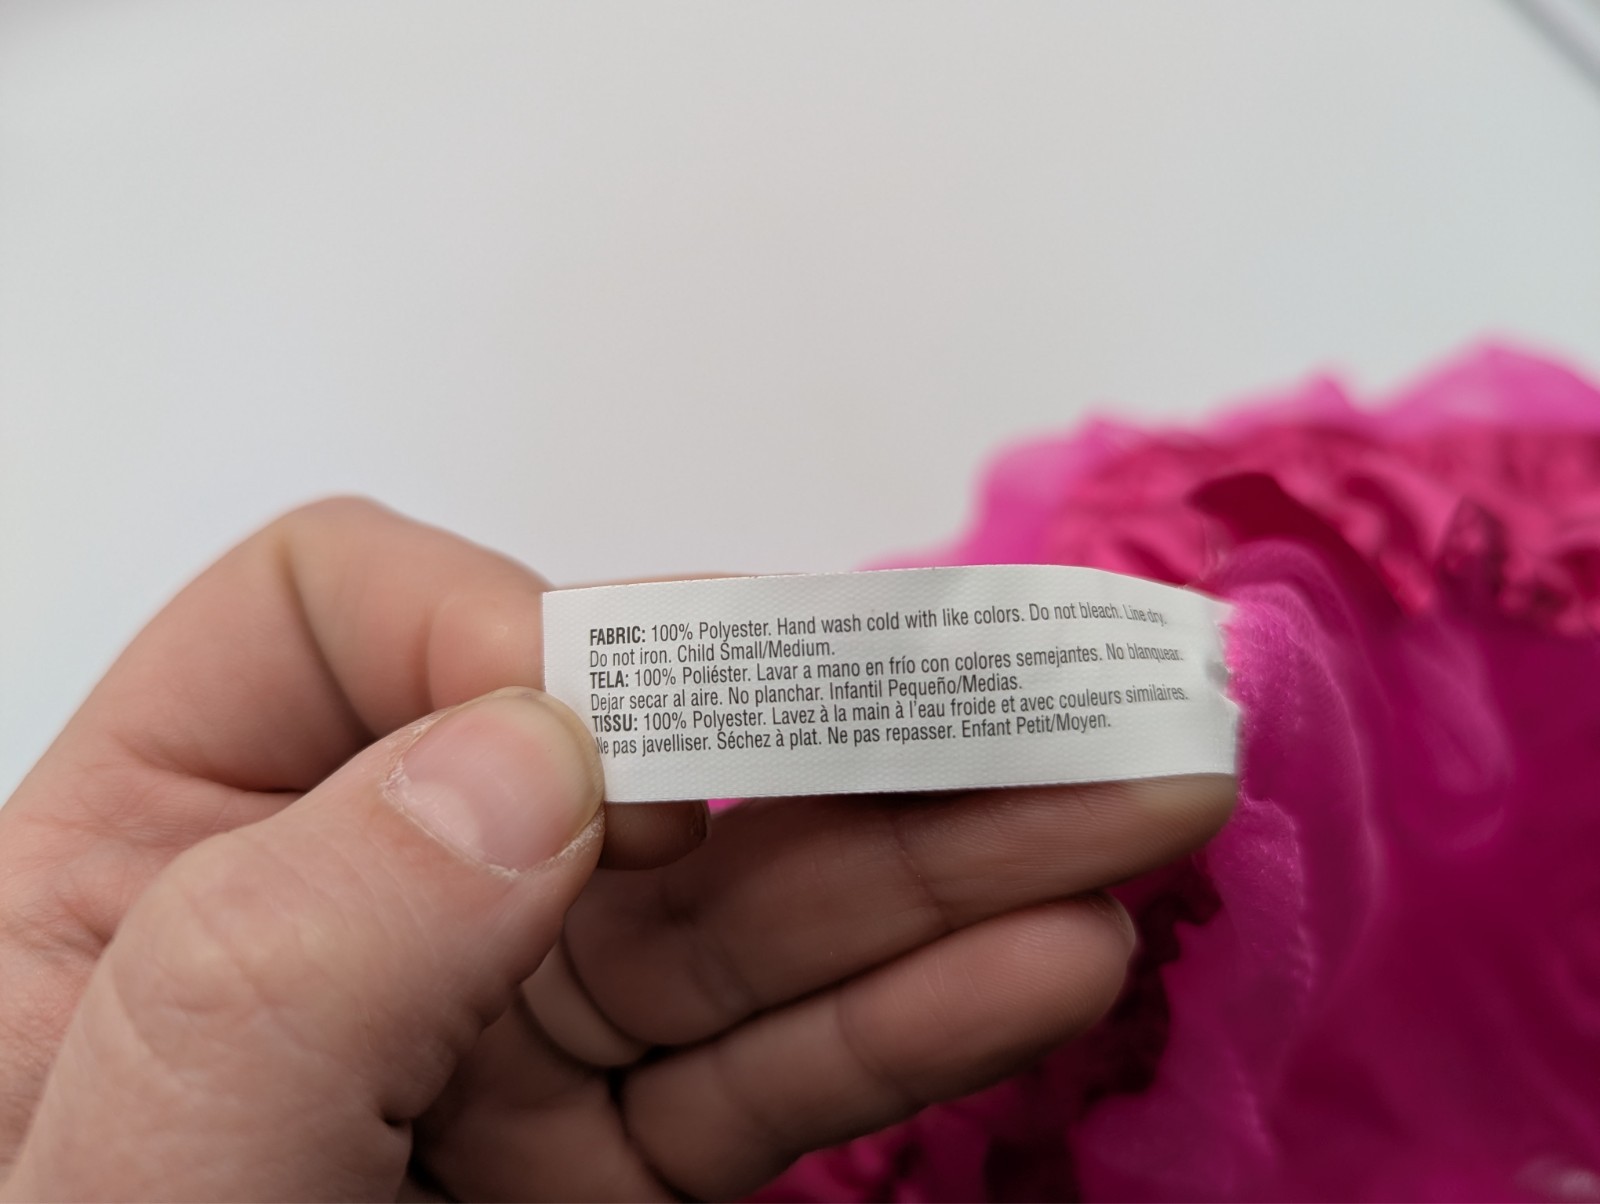 FABRIC: 100% Polyester. Hand wash cold with like colors. Do not bleach. Line dry.
Do not iron. Child Small/Medium.
TELA: 100% Poliéster. Lavar a mano en frío con colores semejantes. No blanquear.
Dejar secar al aire. No planchar. Infantil Pequeño/Medias.
TISSU: 100% Polyester. Lavez à la main à l'eau froide et avec couleurs similaires.
Ne pas javelliser. Séchez à plat. Ne pas repasser. Enfant Petit/Moyen.